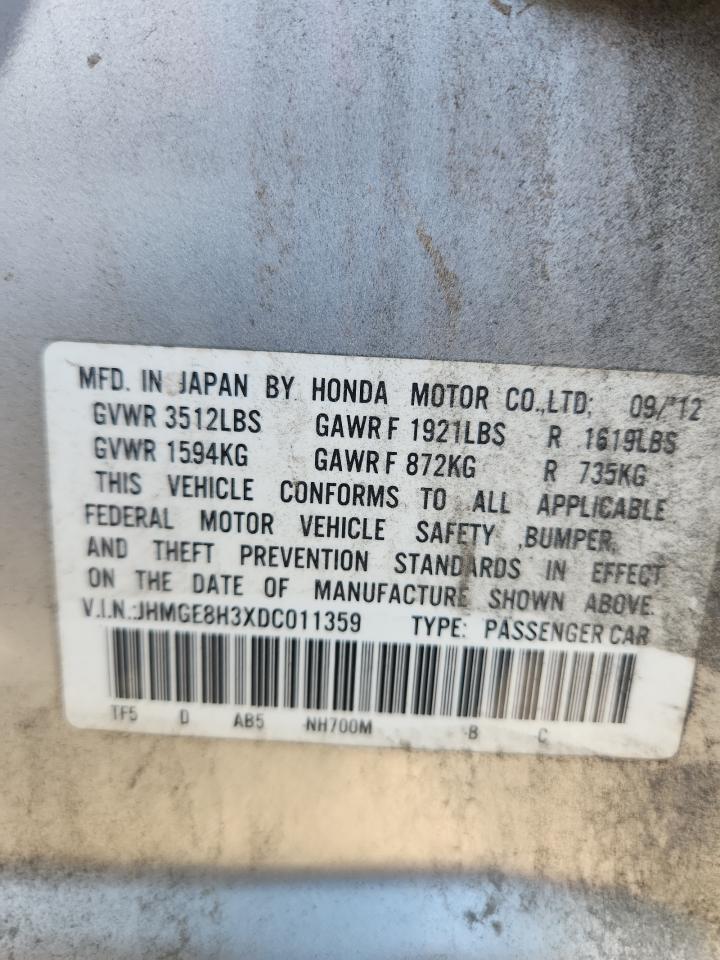 MFD. IN JAPAN BY HONDA MOTOR CO.,LTD; 09/'12
GVWR 3512LBS GAWR F 1921LBS R 1619LBS
GVWR 1594KG GAWR F 872KG R 735KG
THIS VEHICLE CONFORMS TO ALL APPLICABLE
FEDERAL MOTOR VEHICLE SAFETY ,BUMPER,
AND THEFT PREVENTION STANDARDS IN EFFECT
ON THE DATE OF MANUFACTURE SHOWN ABOVE.
V.I.N.:JHMGE8H3XDC011359 TYPE: PASSENGER CAR
TF5 D AB5 NH700M B C